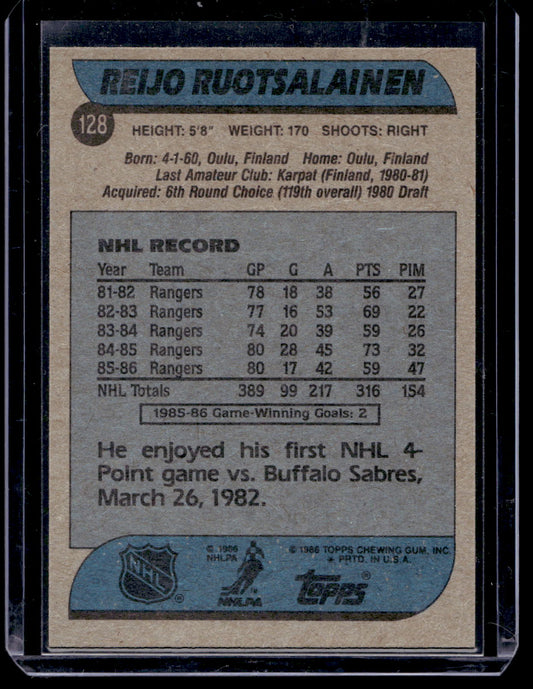 REIJO RUOTSALAINEN
128
HEIGHT: 5'8" WEIGHT: 170 SHOOTS: RIGHT
Born: 4-1-60, Oulu, Finland Home: Oulu, Finland
Last Amateur Club: Karpat (Finland, 1980-81)
Acquired: 6th Round Choice (119th overall) 1980 Draft
NHL RECORD
Year Team GP G A PTS PIM
81-82 Rangers 78 18 38 56 27
82-83 Rangers 77 16 53 69 22
83-84 Rangers 74 20 39 59 26
84-85 Rangers 80 28 45 73 32
85-86 Rangers 80 17 42 59 47
NHL Totals 389 99 217 316 154
1985-86 Game-Winning Goals: 2
He enjoyed his first NHL 4-
Point game vs. Buffalo Sabres,
March 26, 1982.
NHL
®
© 1986
NHLPA
NHLPA
™
© 1986 TOPPS CHEWING GUM, INC.
* PRTD. IN U.S.A.
topps®